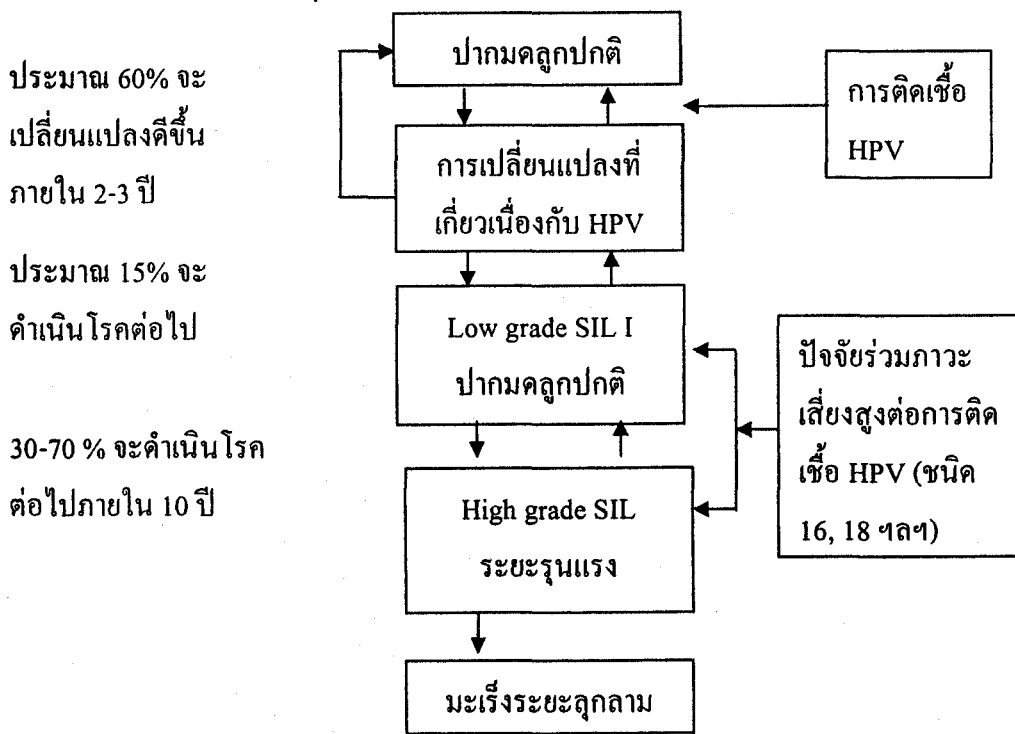 ปากมดลูกปกติ
ประมาณ 60% จะ
เปลี่ยนแปลงดีขึ้น
ภายใน 2-3 ปี
การติดเชื้อ
HPV
การเปลี่ยนแปลงที่
เกี่ยวเนื่องกับ HPV
ประมาณ 15% จะ
ดำเนินโรคต่อไป
Low grade SIL I
ปากมดลูกปกติ
ปัจจัยร่วมภาวะ
เสี่ยงสูงต่อการติด
เชื้อ HPV (ชนิด
16, 18 ฯลฯ)
30-70 % จะดำเนินโรค
ต่อไปภายใน 10 ปี
High grade SIL
ระยะรุนแรง
มะเร็งระยะลุกลาม